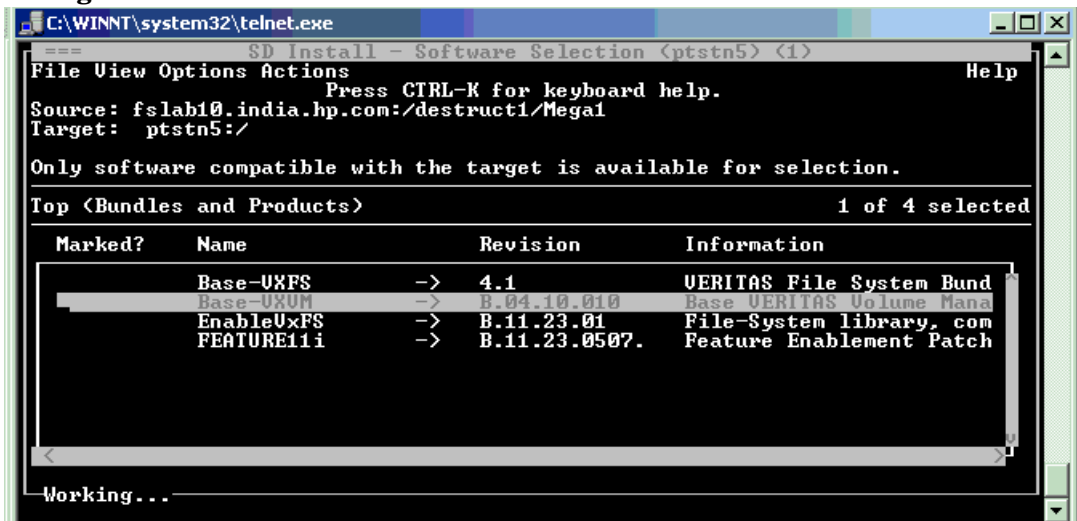 C:\WINNT\system32\telnet.exe
=== SD Install - Software Selection (ptstn5) (1)
File View Options Actions Help
Press CTRL-K for keyboard help.
Source: fslab10.india.hp.com:/destruct1/Mega1
Target: ptstn5:/
Only software compatible with the target is available for selection.
Top (Bundles and Products) 1 of 4 selected
Marked? Name Revision Information
Base-VXFS -> 4.1 VERITAS File System Bund
Base-VXVM -> B.04.10.010 Base VERITAS Volume Mana
EnableVxFS -> B.11.23.01 File-System library, com
FEATURE11i -> B.11.23.0507. Feature Enablement Patch
Working...